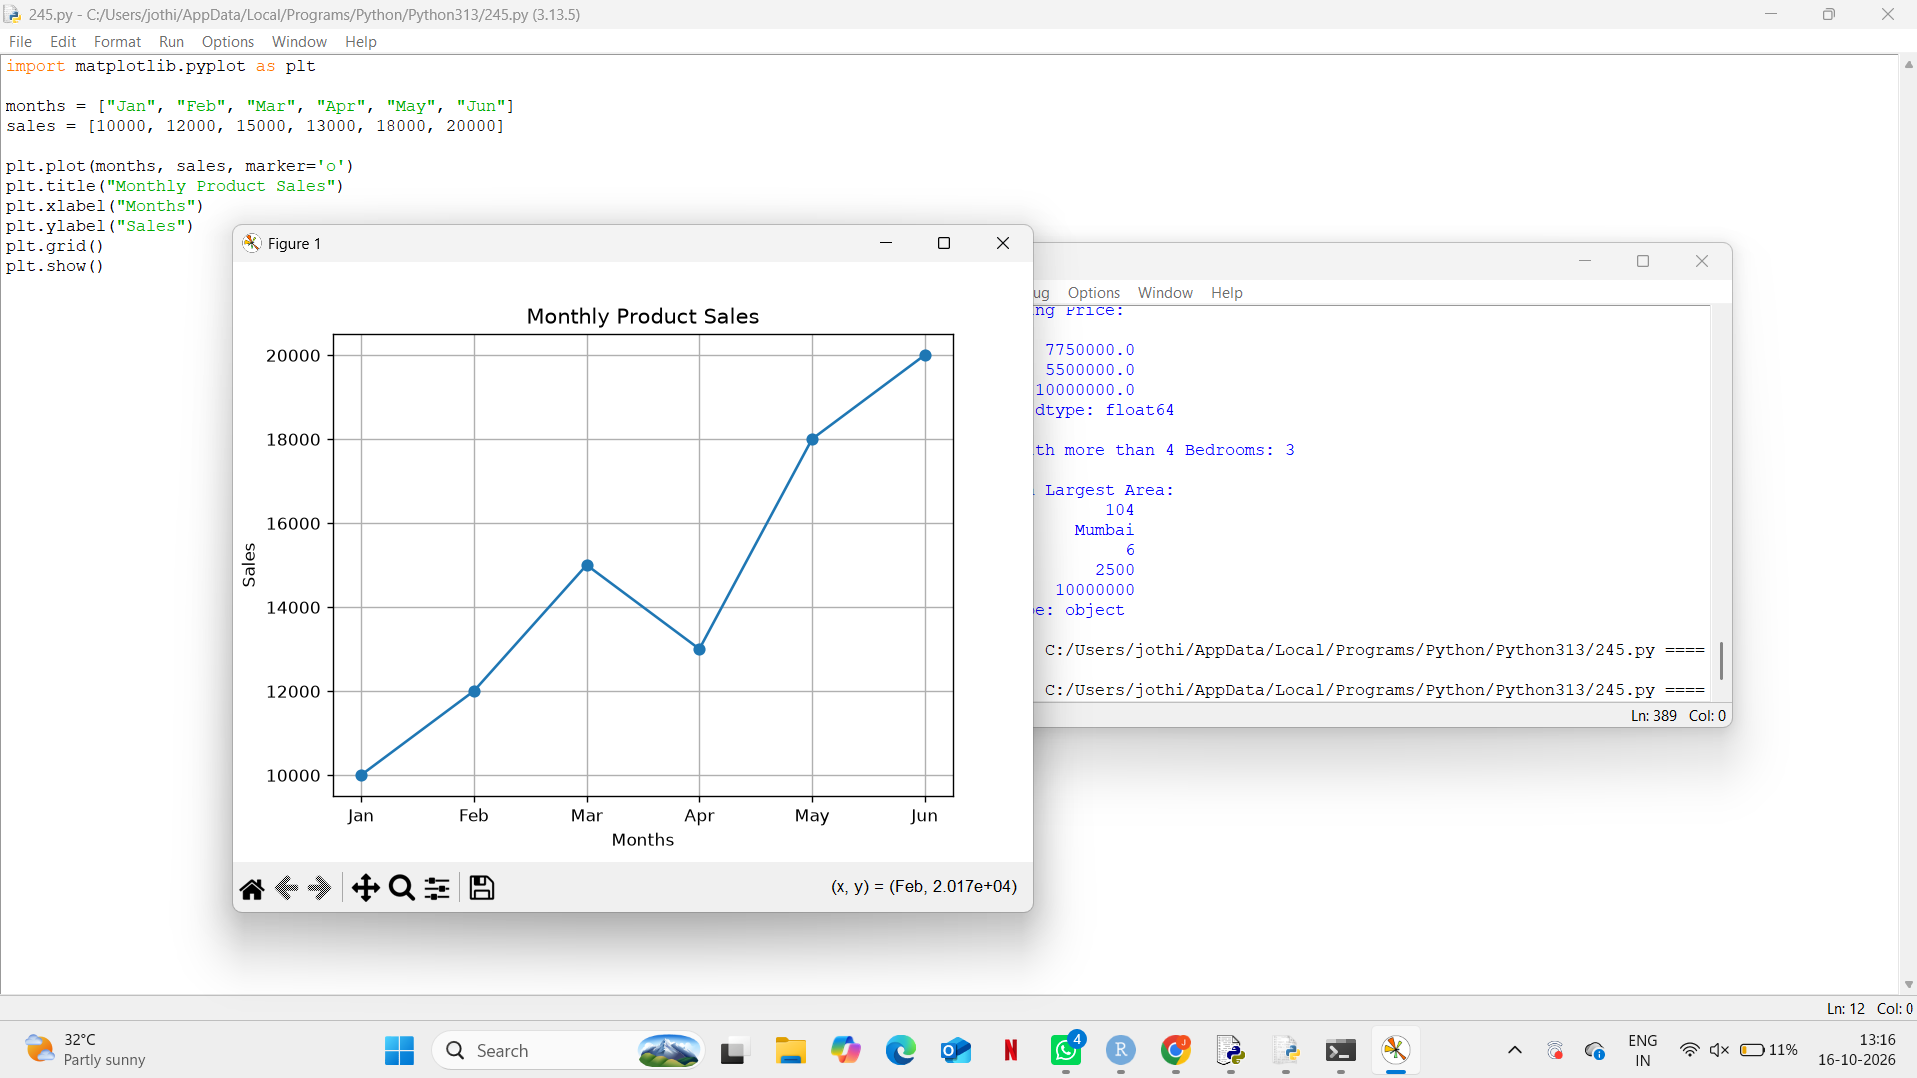 245.py - C:/Users/jothi/AppData/Local/Programs/Python/Python313/245.py (3.13.5)
File Edit Format Run Options Window Help
import matplotlib.pyplot as plt
months = ["Jan", "Feb", "Mar", "Apr", "May", "Jun"]
sales = [10000, 12000, 15000, 13000, 18000, 20000]
plt.plot(months, sales, marker='o')
plt.title("Monthly Product Sales")
plt.xlabel("Months")
plt.ylabel("Sales")
plt.grid()
plt.show()
Figure 1
Monthly Product Sales
20000
18000
16000
14000
12000
10000
Sales
Jan Feb Mar Apr May Jun
Months
(x, y) = (Feb, 2.017e+04)
ug Options Window Help
ng Price:
7750000.0
5500000.0
10000000.0
dtype: float64
th more than 4 Bedrooms: 3
Largest Area:
104
Mumbai
6
2500
10000000
e: object
C:/Users/jothi/AppData/Local/Programs/Python/Python313/245.py ====
C:/Users/jothi/AppData/Local/Programs/Python/Python313/245.py ====
Ln: 389 Col: 0
Ln: 12 Col: 0
32°C
Partly sunny
Search
4
R
J
ENG
IN
11%
13:16
16-10-2026